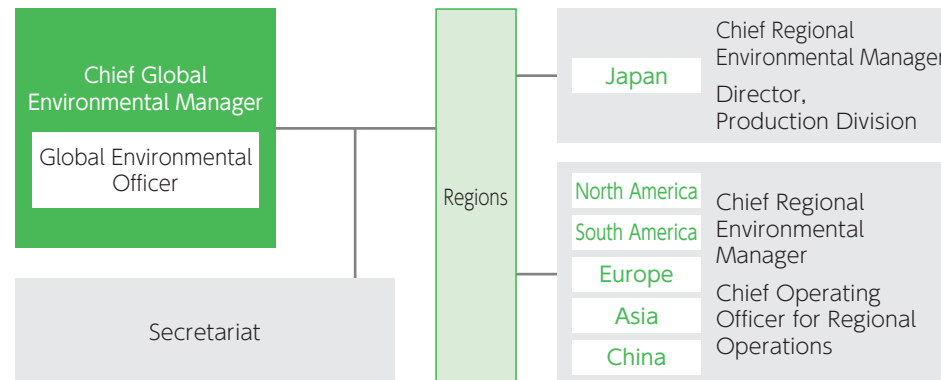 Chief Global
Environmental Manager
Global Environmental
Officer
Secretariat
Regions
Japan
Chief Regional
Environmental Manager
Director,
Production Division
North America
South America
Europe
Asia
China
Chief Regional
Environmental
Manager
Chief Operating
Officer for Regional
Operations